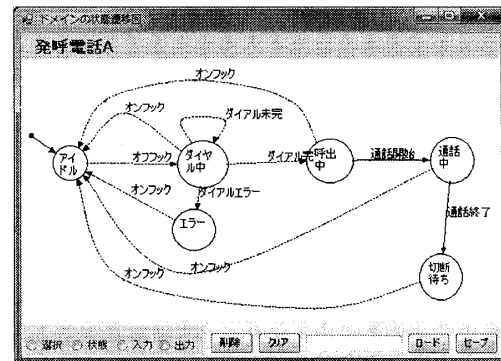 ドメインの状態遷移図
発呼電話A
オンフック
オンフック
ダイアル未完
アイ
ドル
オフフック
ダイヤ
ル中
ダイアル完
呼出
中
通話開始
通話
中
オンフック
ダイアルエラー
エラー
通話終了
オンフック
オンフック
切断
待ち
選択
状態
入力
出力
削除
クリア
ロード
セーブ